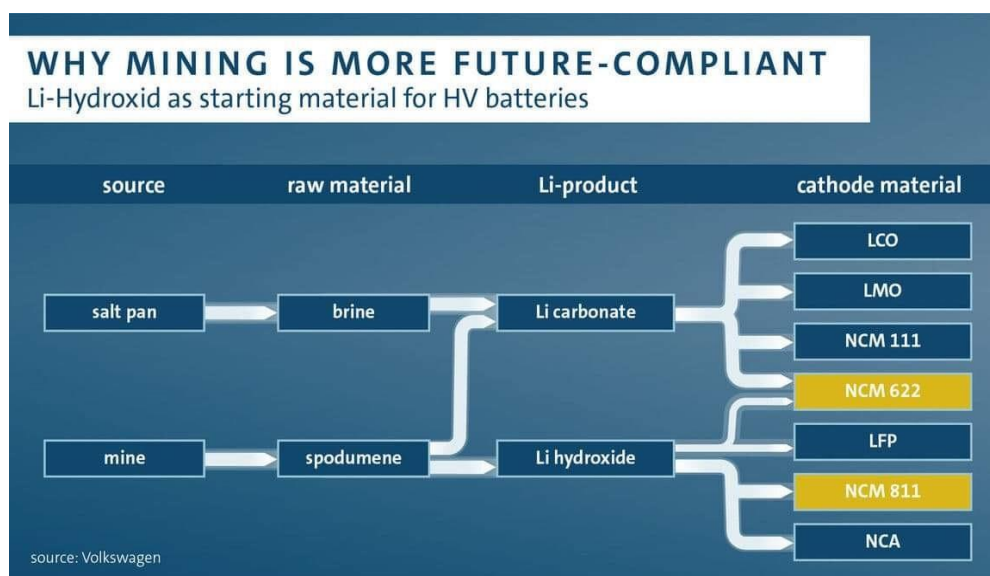 WHY MINING IS MORE FUTURE-COMPLIANT
Li-Hydroxid as starting material for HV batteries
source
raw material
Li-product
cathode material
LCO
LMO
salt pan
brine
Li carbonate
NCM 111
NCM 622
mine
spodumene
Li hydroxide
LFP
NCM 811
NCA
source: Volkswagen